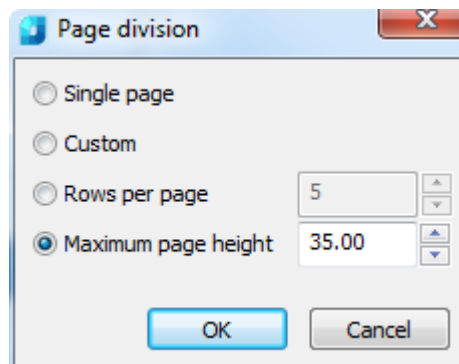 Page division
Single page
Custom
Rows per page 5
Maximum page height 35.00
OK Cancel